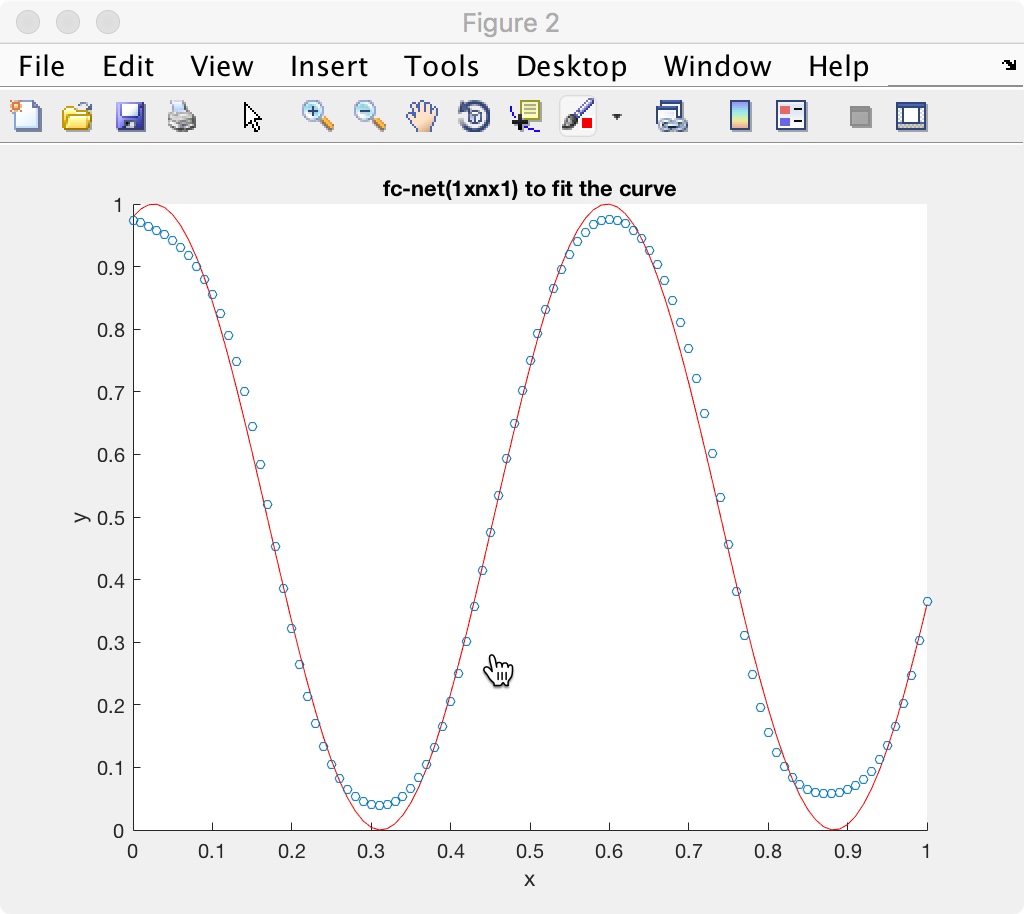 Figure 2
File Edit View Insert Tools Desktop Window Help
fc-net(1xnx1) to fit the curve
1
0.9
0.8
0.7
0.6
y
0.5
0.4
0.3
0.2
0.1
0
0 0.1 0.2 0.3 0.4 0.5 0.6 0.7 0.8 0.9 1
x